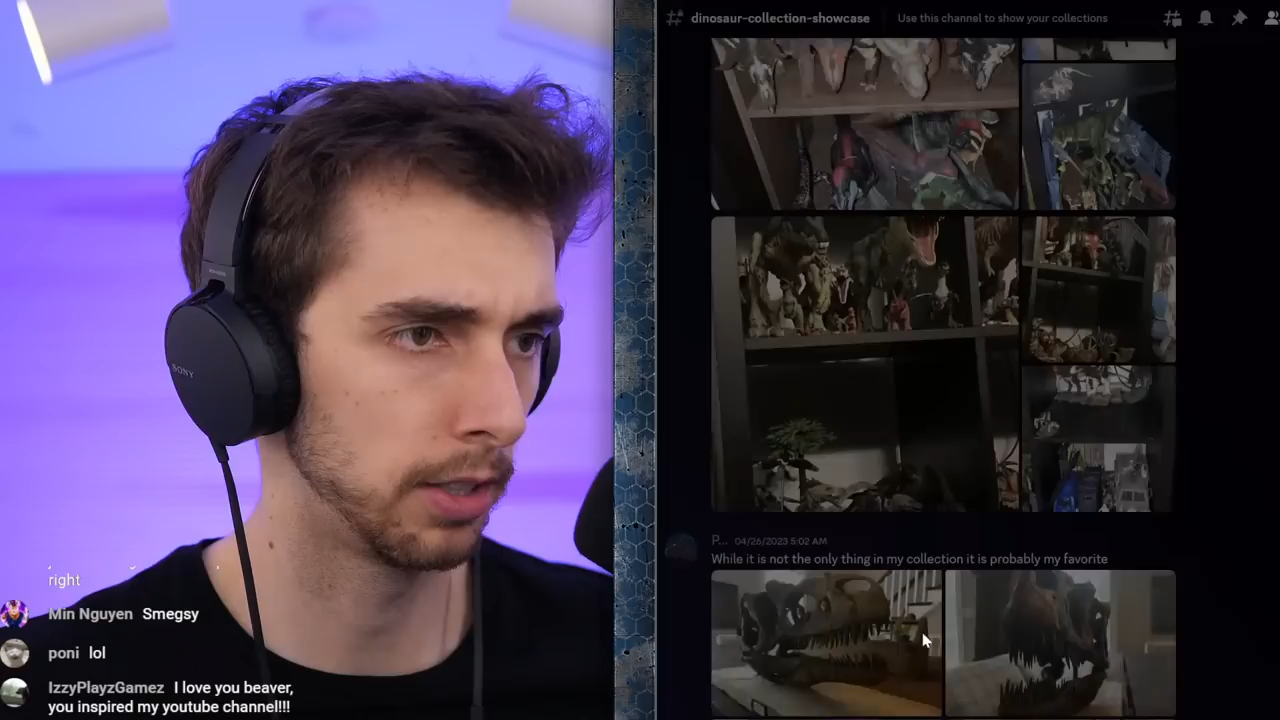 dinosaur-collection-showcase
Use this channel to show your collections
SONY
right
Min Nguyen Smegsy
poni lol
IzzyPlayzGamez I love you beaver,
you inspired my youtube channel!!!
P... 04/26/2023 5:02 AM
While it is not the only thing in my collection it is probably my favorite